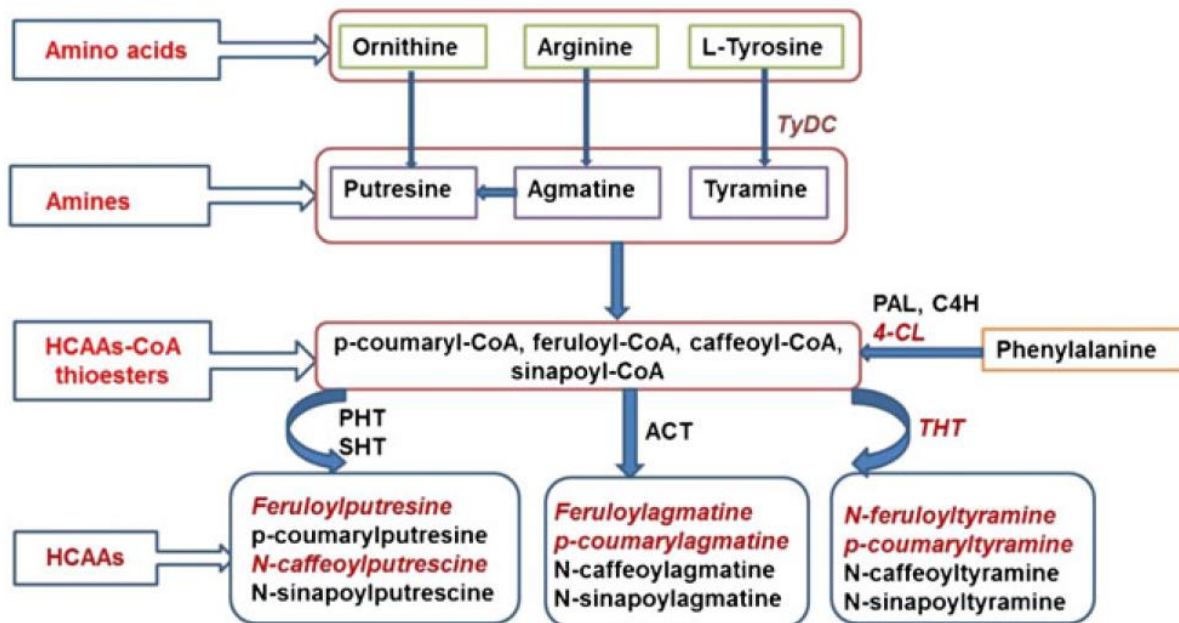 Amino acids
Ornithine
Arginine
L-Tyrosine
TyDC
Amines
Putresine
Agmatine
Tyramine
PAL, C4H
4-CL
Phenylalanine
HCAAs-CoA
thioesters
p-coumaryl-CoA, feruloyl-CoA, caffeoyl-CoA,
sinapoyl-CoA
PHT
SHT
ACT
THT
HCAAs
Feruloylputresine
p-coumarylputresine
N-caffeoylputrescine
N-sinapoylputrescine
Feruloylagmatine
p-coumarylagmatine
N-caffeoylagmatine
N-sinapoylagmatine
N-feruloyltyramine
p-coumaryltyramine
N-caffeoyltyramine
N-sinapoyltyramine